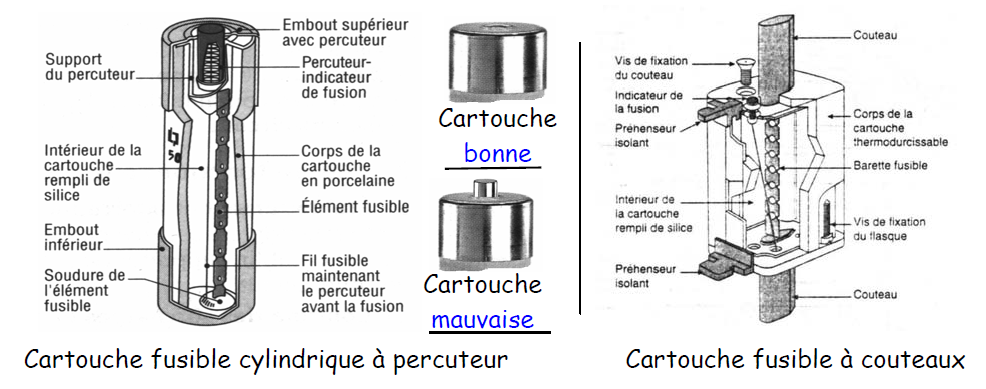 Embout supérieur
avec percuteur
Support
du percuteur
Percuteur-
indicateur
de fusion
50
Intérieur de la
cartouche
rempli de
silice
Corps de la
cartouche
en porcelaine
Élément fusible
Embout
inférieur
Soudure de
l'élément
fusible
Fil fusible
maintenant
le percuteur
avant la fusion
Cartouche
bonne
Cartouche
mauvaise
Cartouche fusible cylindrique à percuteur
Couteau
Vis de fixation
du couteau
Indicateur de
la fusion
Préhenseur
isolant
Corps de la
cartouche
thermodurcissable
Barette fusible
Interieur de
la cartouche
rempii de silice
Vis de fixation
du flasque
Préhenseur
isolant
Couteau
Cartouche fusible à couteaux